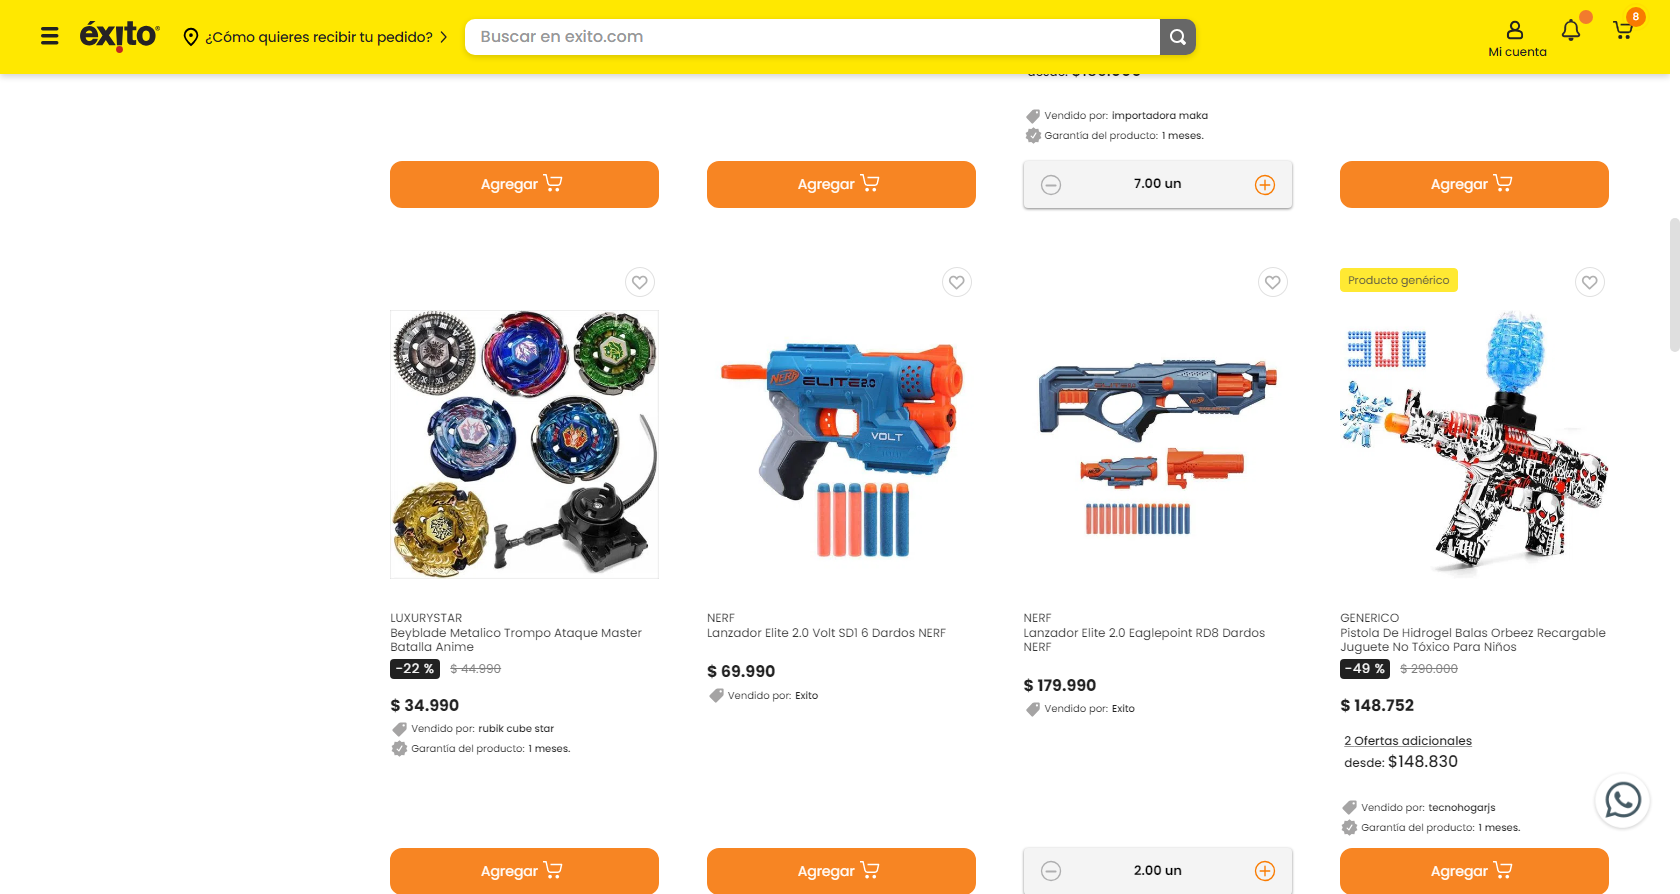 éxito
¿Cómo quieres recibir tu pedido?
Buscar en exito.com
Mi cuenta
8
Vendido por: importadora maka
Garantía del producto: 1 meses.
Agregar
Agregar
7.00 un
Agregar
Producto genérico
300
NERF ELITE 2.0
VOLT
LUXURYSTAR
Beyblade Metalico Trompo Ataque Master
Batalla Anime
-22 % $ 44.990
$ 34.990
Vendido por: rubik cube star
Garantía del producto: 1 meses.
Agregar
NERF
Lanzador Elite 2.0 Volt SD1 6 Dardos NERF
$ 69.990
Vendido por: Exito
Agregar
NERF
Lanzador Elite 2.0 Eaglepoint RD8 Dardos
NERF
$ 179.990
Vendido por: Exito
2.00 un
GENERICO
Pistola De Hidrogel Balas Orbeez Recargable
Juguete No Tóxico Para Niños
-49 % $ 290.000
$ 148.752
2 Ofertas adicionales
desde: $148.830
Vendido por: tecnohogarjs
Garantía del producto: 1 meses.
Agregar